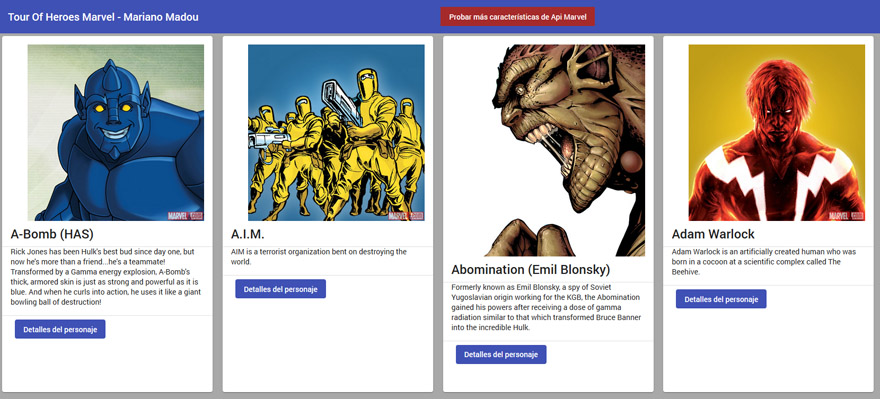 Tour Of Heroes Marvel - Mariano Madou
Probar más características de Api Marvel
MARVEL
A-Bomb (HAS)
Rick Jones has been Hulk's best bud since day one, but
now he's more than a friend...he's a teammate!
Transformed by a Gamma energy explosion, A-Bomb's
thick, armored skin is just as strong and powerful as it is
blue. And when he curls into action, he uses it like a giant
bowling ball of destruction!
Detalles del personaje
MARVEL
A.I.M.
AIM is a terrorist organization bent on destroying the
world.
Detalles del personaje
Abomination (Emil Blonsky)
Formerly known as Emil Blonsky, a spy of Soviet
Yugoslavian origin working for the KGB, the Abomination
gained his powers after receiving a dose of gamma
radiation similar to that which transformed Bruce Banner
into the incredible Hulk.
Detalles del personaje
MARVEL
Adam Warlock
Adam Warlock is an artificially created human who was
born in a cocoon at a scientific complex called The
Beehive.
Detalles del personaje